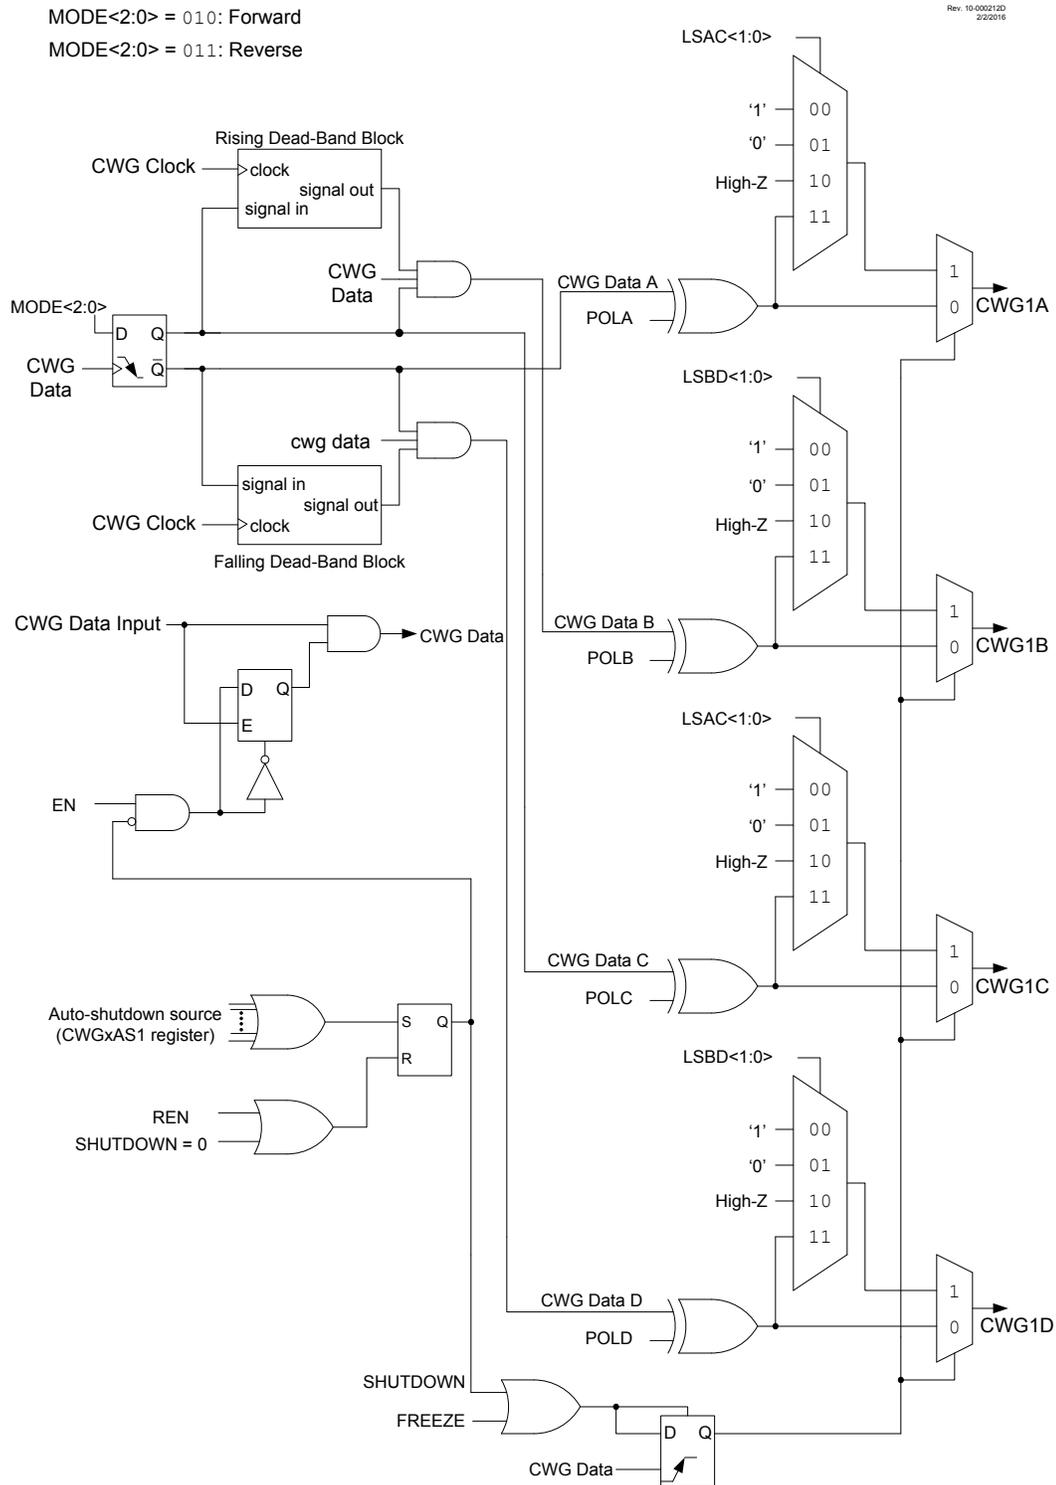 Rev. 10-000212D
2/2/2016
MODE<2:0> = 010: Forward
MODE<2:0> = 011: Reverse
LSAC<1:0>
'1'
00
'0'
01
High-Z
10
11
Rising Dead-Band Block
CWG Clock
clock
signal out
signal in
CWG
Data
MODE<2:0>
D
Q
CWG
Data
Q
CWG Data A
POLA
1
0
CWG1A
LSBD<1:0>
'1'
00
'0'
01
High-Z
10
11
cwg data
signal in
signal out
CWG Clock
clock
Falling Dead-Band Block
CWG Data Input
CWG Data
D
Q
E
EN
CWG Data B
POLB
1
0
CWG1B
LSAC<1:0>
'1'
00
'0'
01
High-Z
10
11
CWG Data C
POLC
1
0
CWG1C
Auto-shutdown source
(CWGxAS1 register)
S
Q
R
REN
SHUTDOWN = 0
LSBD<1:0>
'1'
00
'0'
01
High-Z
10
11
CWG Data D
POLD
1
0
CWG1D
SHUTDOWN
FREEZE
D
Q
CWG Data